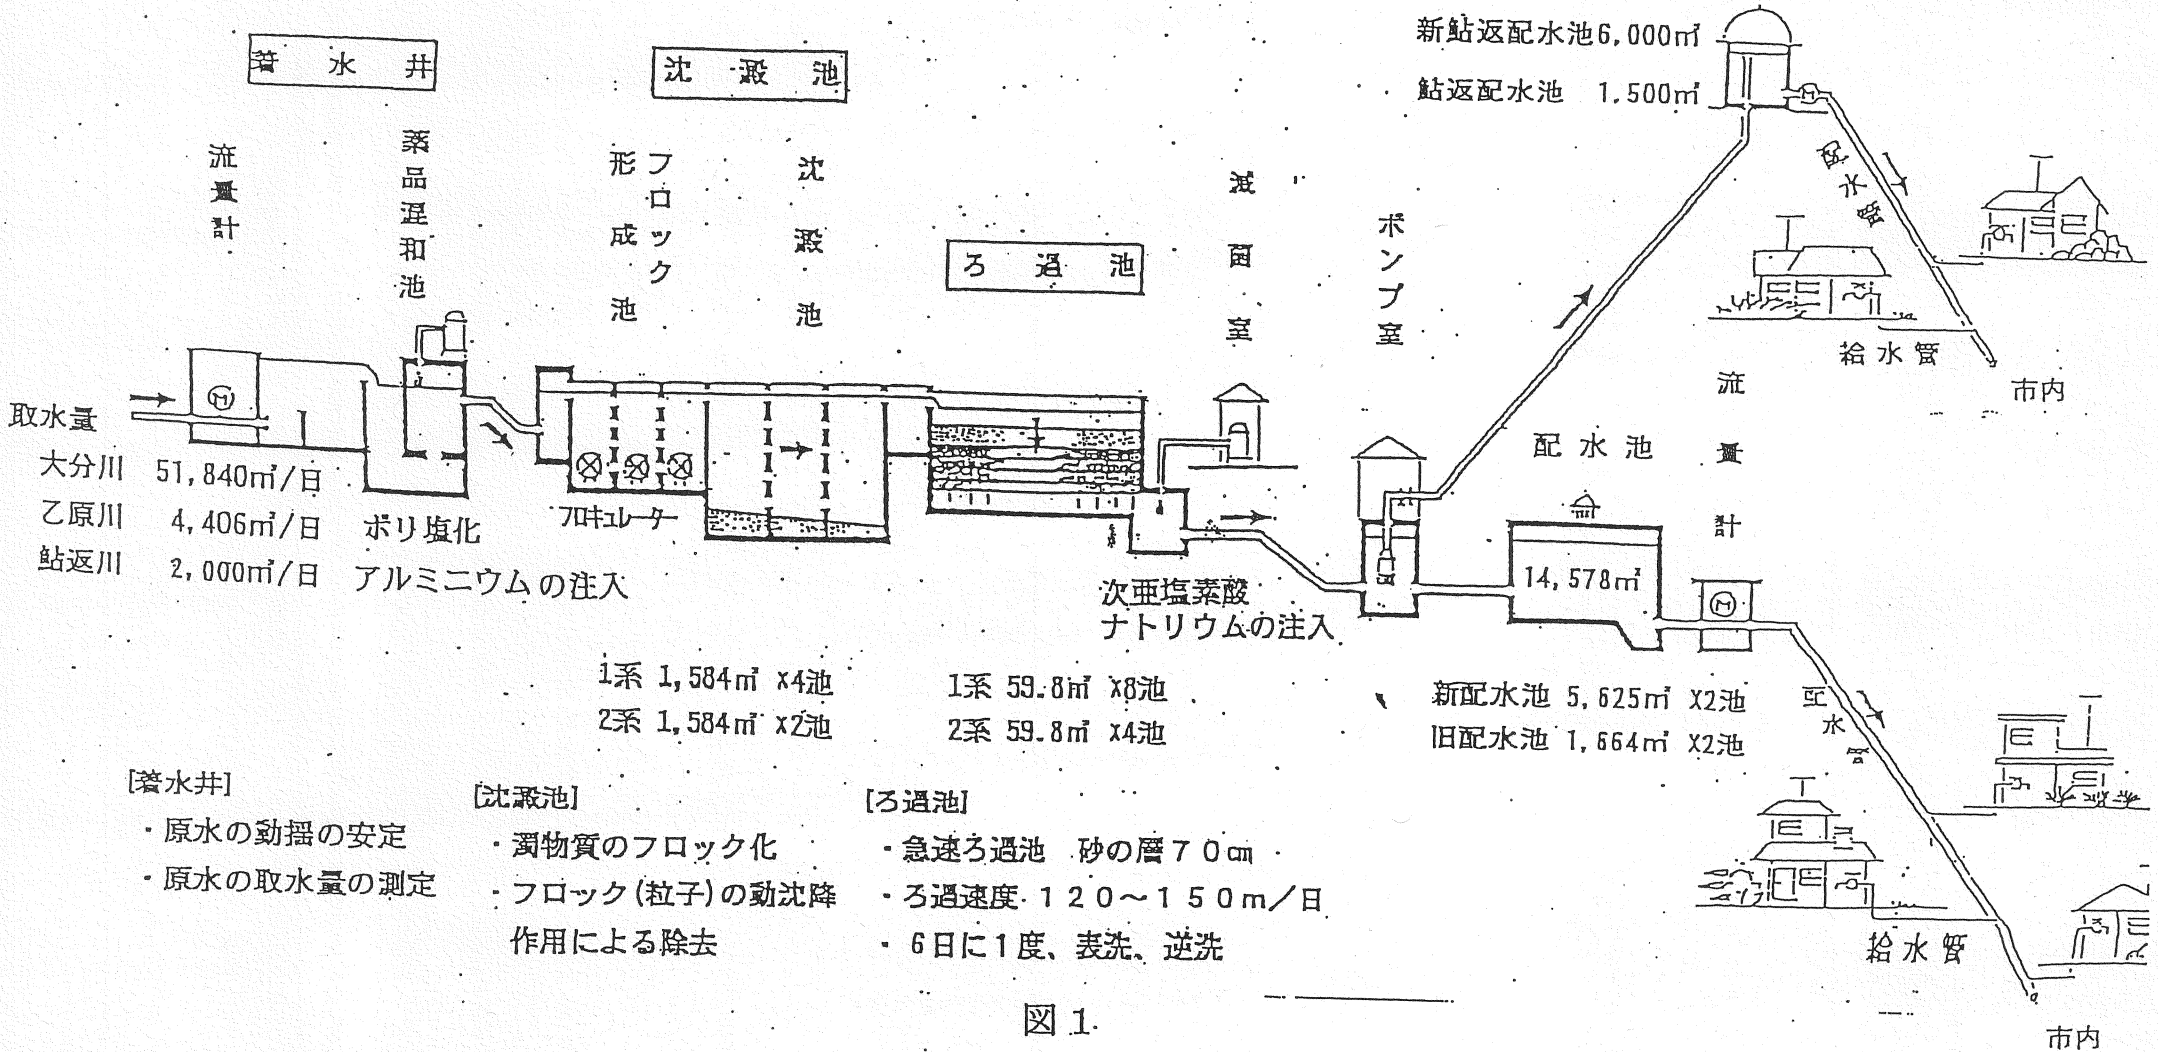 着水井
沈澱池
新鮎返配水池6,000㎥
鮎返配水池 1,500㎥
流量計
薬品混和池
フロック
形成池
沈澱池
ろ過池
滅菌室
ポンプ室
配水管
給水管
市内
取水量
大分川 51,840㎥/日
乙原川 4,406㎥/日
鮎返川 2,000㎥/日
ポリ塩化
アルミニウムの注入
フロキュレーター
次亜塩素酸
ナトリウムの注入
配水池
14,578㎥
流量計
1系 1,584㎥ X4池
2系 1,584㎥ X2池
1系 59.8㎡ X8池
2系 59.8㎡ X4池
新配水池 5,625㎥ X2池
旧配水池 1,664㎥ X2池
配水管
給水管
市内
[着水井]
・原水の動揺の安定
・原水の取水量の測定
[沈澱池]
・濁物質のフロック化
・フロック(粒子)の動沈降
作用による除去
[ろ過池]
・急速ろ過池 砂の層70㎝
・ろ過速度 120～150m/日
・6日に1度、表洗、逆洗
図1